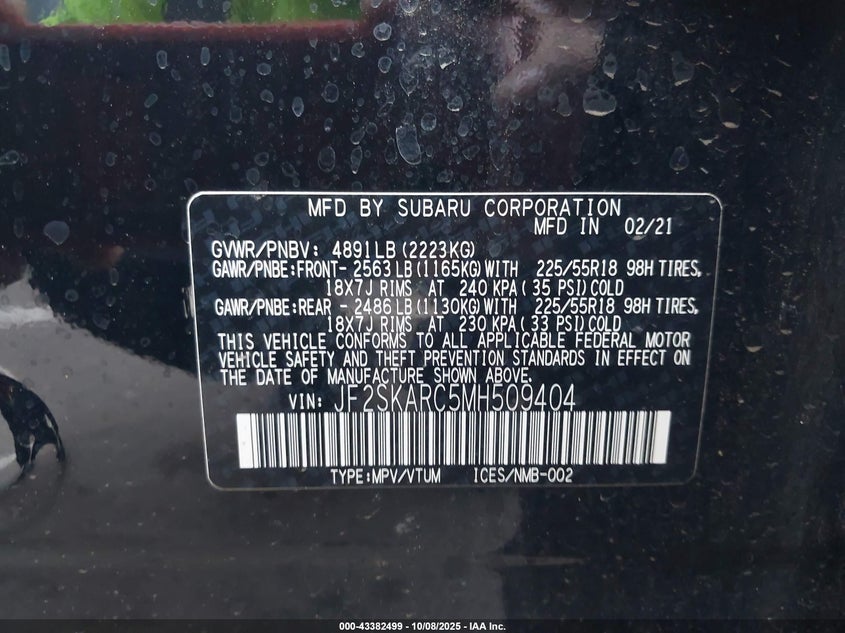 MFD BY SUBARU CORPORATION
MFD IN 02/21
GVWR/PNBV: 4891LB(2223KG)
GAWR/PNBE:FRONT- 2563LB(1165KG)WITH 225/55R18 98H TIRES,
18X7J RIMS AT 240 KPA(35 PSI)COLD
GAWR/PNBE:REAR - 2486LB(1130KG)WITH 225/55R18 98H TIRES,
18X7J RIMS AT 230 KPA(33 PSI)COLD
THIS VEHICLE CONFORMS TO ALL APPLICABLE FEDERAL MOTOR
VEHICLE SAFETY AND THEFT PREVENTION STANDARDS IN EFFECT ON
THE DATE OF MANUFACTURE SHOWN ABOVE.
VIN: JF2SKARC5MH509404
TYPE:MPV/VTUM ICES/NMB-002
000-43382499 - 10/08/2025 - IAA Inc.